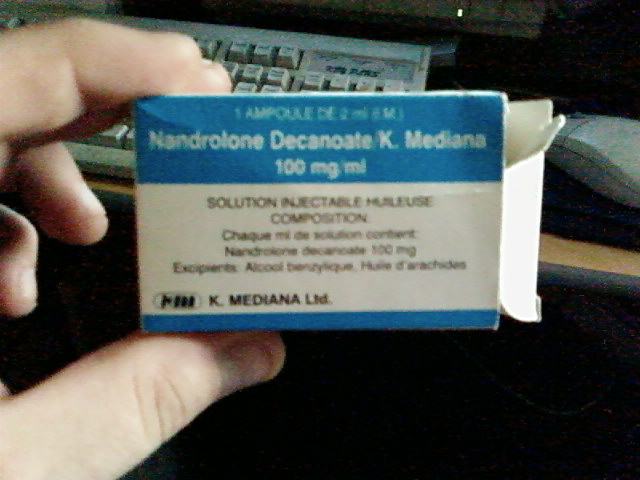 1 AMPOULE DE 2 ml (I.M.)
Nandrolone Decanoate/K. Mediana
100 mg/ml
SOLUTION INJECTABLE HUILEUSE
COMPOSITION:
Chaque ml de solution contient:
Nandrolone decanoate 100 mg
Excipients: Alcool benzylique, Huile d'arachides
K. MEDIANA Ltd.